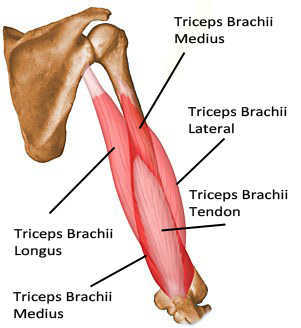 Triceps Brachii
Medius
Triceps Brachii
Lateral
Triceps Brachii
Tendon
Triceps Brachii
Longus
Triceps Brachii
Medius